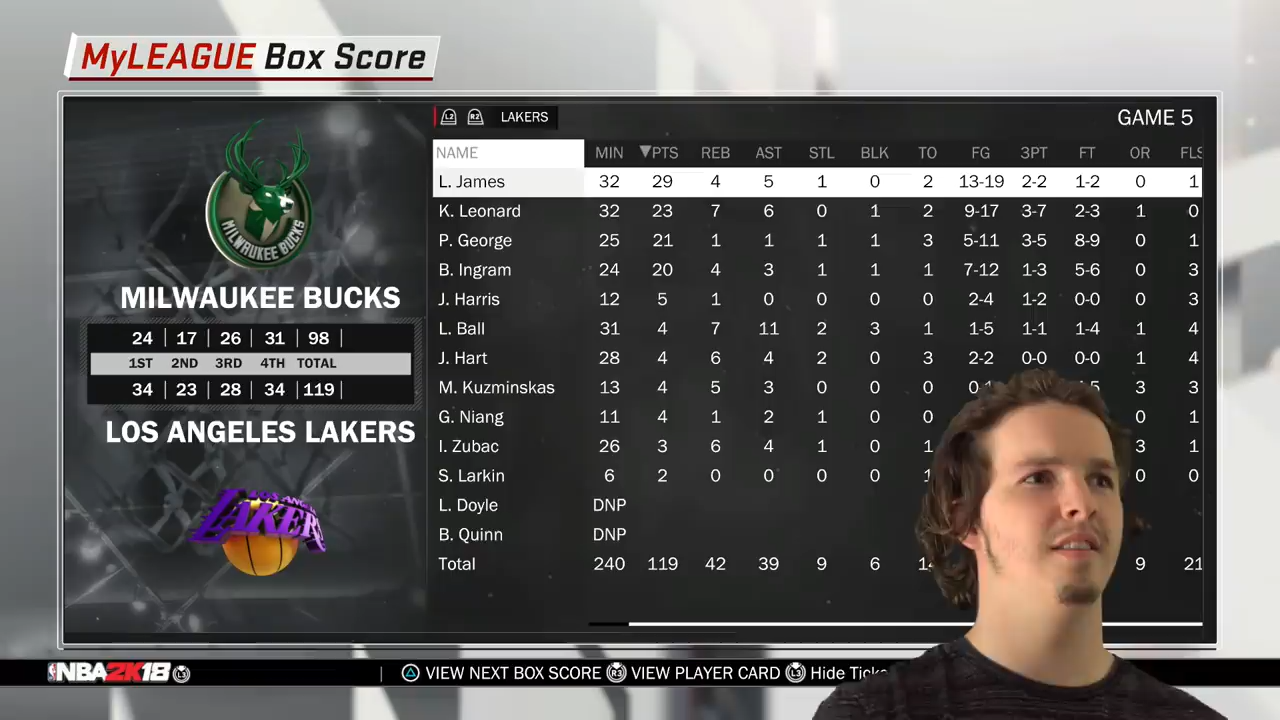 MyLEAGUE Box Score
L2 R2 LAKERS GAME 5
NAME MIN PTS REB AST STL BLK TO FG 3PT FT OR FLS
L. James 32 29 4 5 1 0 2 13-19 2-2 1-2 0 1
K. Leonard 32 23 7 6 0 1 2 9-17 3-7 2-3 1 0
P. George 25 21 1 1 1 1 3 5-11 3-5 8-9 0 1
B. Ingram 24 20 4 3 1 1 1 7-12 1-3 5-6 0 3
J. Harris 12 5 1 0 0 0 0 2-4 1-2 0-0 0 3
L. Ball 31 4 7 11 2 3 1 1-5 1-1 1-4 1 4
J. Hart 28 4 6 4 2 0 3 2-2 0-0 0-0 1 4
M. Kuzminskas 13 4 5 3 0 0 0 3 3
G. Niang 11 4 1 2 1 0 0 0 1
I. Zubac 26 3 6 4 1 0 1 3 1
S. Larkin 6 2 0 0 0 0 1 0 0
L. Doyle DNP
B. Quinn DNP
Total 240 119 42 39 9 6 9 21
MILWAUKEE BUCKS
MILWAUKEE BUCKS
24 17 26 31 98
1ST 2ND 3RD 4TH TOTAL
34 23 28 34 119
LOS ANGELES LAKERS
LOS ANGELES
LAKERS
NBA2K18 L3 VIEW NEXT BOX SCORE R3 VIEW PLAYER CARD L3 Hide